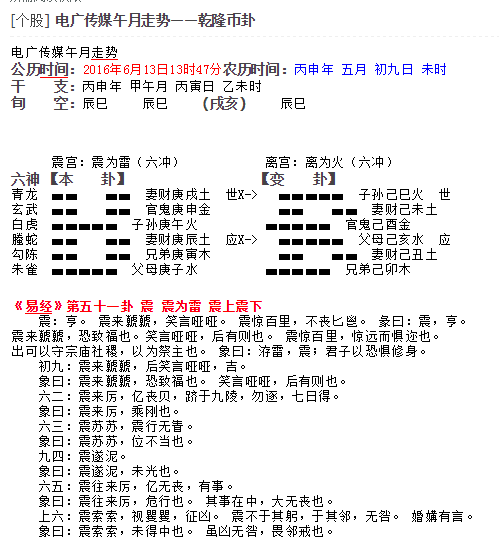 [个股] 电广传媒午月走势——乾隆币卦
电广传媒午月走势
公历时间：2016年6月13日13时47分农历时间：丙申年 五月 初九日 未时
干　　支：丙申年 甲午月 丙寅日 乙未时
旬　　空：辰巳　　辰巳　　（戌亥）　　辰巳
震宫：震为雷（六冲）　　离宫：离为火（六冲）
六神 【本　　卦】　　【变　　卦】
青龙　妻财庚戌土　世X-> 子孙己巳火　世
玄武　官鬼庚申金　妻财己未土
白虎　子孙庚午火　官鬼己酉金
螣蛇　妻财庚辰土　应X-> 父母己亥水　应
勾陈　兄弟庚寅木　妻财己丑土
朱雀　父母庚子水　兄弟己卯木
《易经》第五十一卦 震 震为雷 震上震下
震：亨。 震来虩虩，笑言哑哑。 震惊百里，不丧匕鬯。 彖曰：震，亨。
震来虩虩，恐致福也。笑言哑哑，后有则也。 震惊百里，惊远而惧迩也。
出可以守宗庙社稷，以为祭主也。 象曰：洊雷，震；君子以恐惧修身。
初九：震来虩虩，后笑言哑哑，吉。
象曰：震来虩虩，恐致福也。 笑言哑哑，后有则也。
六二：震来厉，亿丧贝，跻于九陵，勿逐，七日得。
象曰：震来厉，乘刚也。
六三：震苏苏，震行无眚。
象曰：震苏苏，位不当也。
九四：震遂泥。
象曰：震遂泥，未光也。
六五：震往来厉，亿无丧，有事。
象曰：震往来厉，危行也。 其事在中，大无丧也。
上六：震索索，视矍矍，征凶。 震不于其躬，于其邻，无咎。 婚媾有言。
象曰：震索索，未得中也。 虽凶无咎，畏邻戒也。